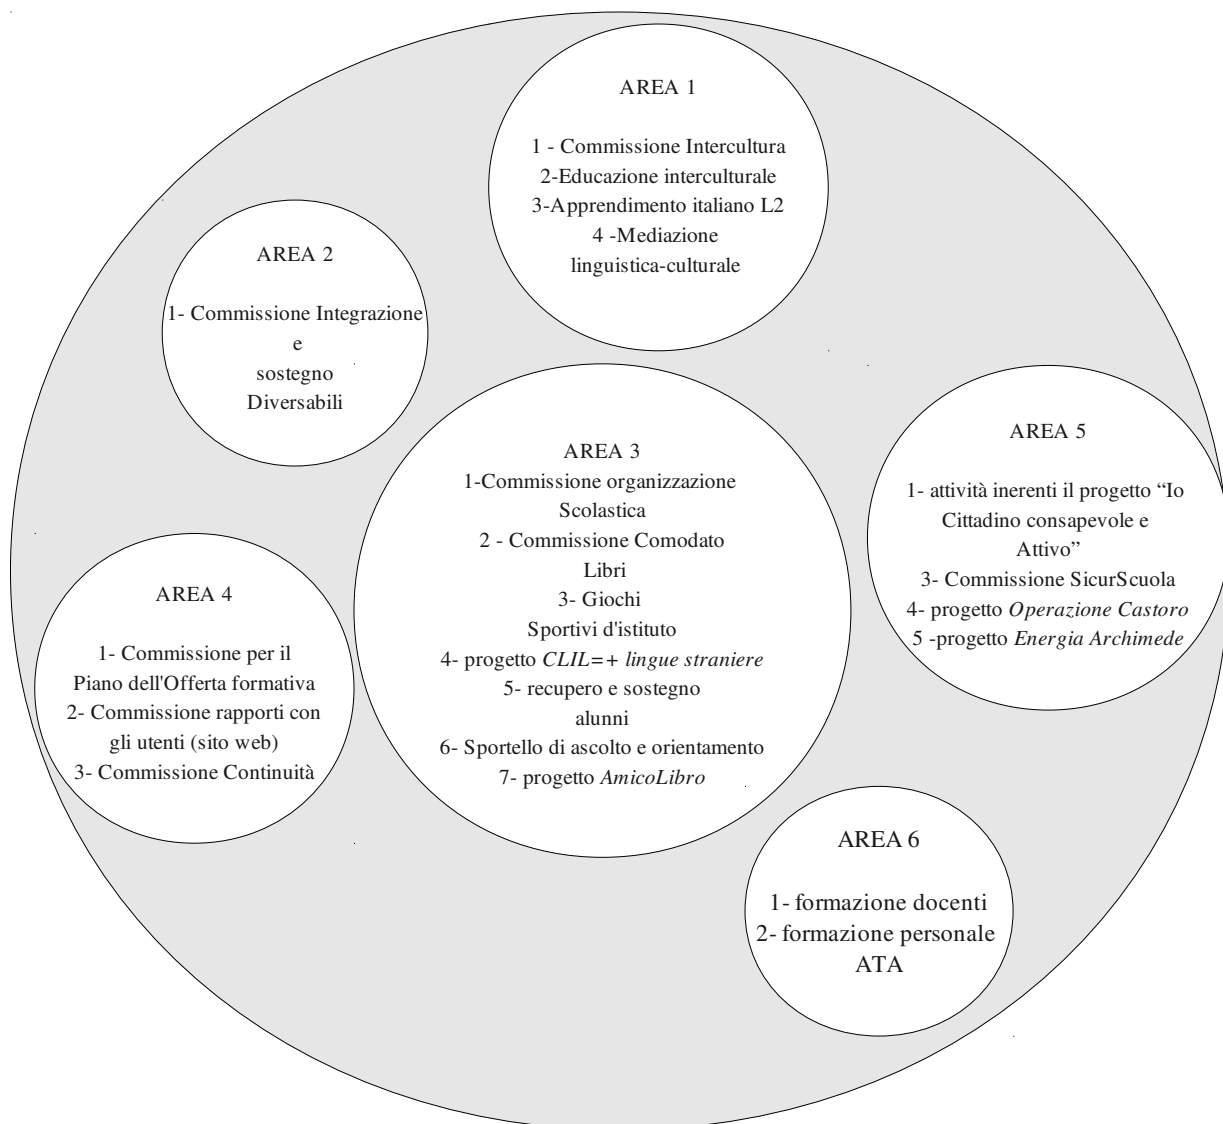 AREA 1
1 - Commissione Intercultura
2-Educazione interculturale
3-Apprendimento italiano L2
4 -Mediazione
linguistica-culturale
AREA 2
1- Commissione Integrazione
e
sostegno
Diversabili
AREA 3
1-Commissione organizzazione
Scolastica
2 - Commissione Comodato
Libri
3- Giochi
Sportivi d'istituto
4- progetto CLIL=+ lingue straniere
5- recupero e sostegno
alunni
6- Sportello di ascolto e orientamento
7- progetto AmicoLibro
AREA 4
1- Commissione per il
Piano dell'Offerta formativa
2- Commissione rapporti con
gli utenti (sito web)
3- Commissione Continuità
AREA 5
1- attività inerenti il progetto “Io
Cittadino consapevole e
Attivo”
3- Commissione SicurScuola
4- progetto Operazione Castoro
5 -progetto Energia Archimede
AREA 6
1- formazione docenti
2- formazione personale
ATA